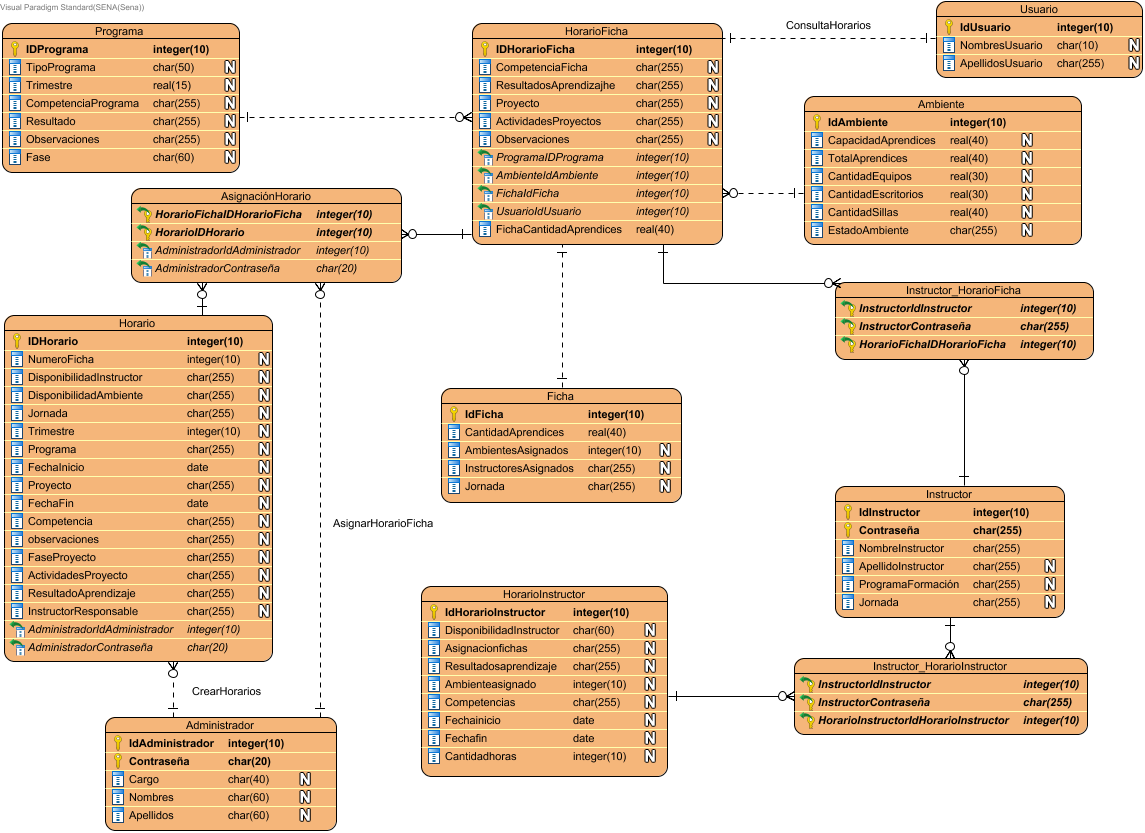 Visual Paradigm Standard(SENA(Sena))
Programa
IDPrograma integer(10)
TipoPrograma char(50) N
Trimestre real(15) N
CompetenciaPrograma char(255) N
Resultado char(255) N
Observaciones char(255) N
Fase char(60) N
HorarioFicha
IDHorarioFicha integer(10)
CompetenciaFicha char(255) N
ResultadosAprendizajhe char(255) N
Proyecto char(255) N
ActividadesProyectos char(255) N
Observaciones char(255) N
ProgramaIDPrograma integer(10)
AmbienteIdAmbiente integer(10)
FichaIdFicha integer(10)
UsuarioIdUsuario integer(10)
FichaCantidadAprendices real(40)
ConsultaHorarios
Usuario
IdUsuario integer(10)
NombresUsuario char(10) N
ApellidosUsuario char(255) N
Ambiente
IdAmbiente integer(10)
CapacidadAprendices real(40) N
TotalAprendices real(40) N
CantidadEquipos real(30) N
CantidadEscritorios real(30) N
CantidadSillas real(40) N
EstadoAmbiente char(255) N
AsignaciònHorario
HorarioFichaIDHorarioFicha integer(10)
HorarioIDHorario integer(10)
AdministradorIdAdministrador integer(10)
AdministradorContraseña char(20)
Instructor_HorarioFicha
InstructorIdInstructor integer(10)
InstructorContraseña char(255)
HorarioFichaIDHorarioFicha integer(10)
Horario
IDHorario integer(10)
NumeroFicha integer(10) N
DisponibilidadInstructor char(255) N
DisponibilidadAmbiente char(255) N
Jornada char(255) N
Trimestre integer(10) N
Programa char(255) N
FechaInicio date N
Proyecto char(255) N
FechaFin date N
Competencia char(255) N
observaciones char(255) N
FaseProyecto char(255) N
ActividadesProyecto char(255) N
ResultadoAprendizaje char(255) N
InstructorResponsable char(255) N
AdministradorIdAdministrador integer(10)
AdministradorContraseña char(20)
Ficha
IdFicha integer(10)
CantidadAprendices real(40)
AmbientesAsignados integer(10) N
InstructoresAsignados char(255) N
Jornada char(255) N
AsignarHorarioFicha
Instructor
IdInstructor integer(10)
Contraseña char(255)
NombreInstructor char(255)
ApellidoInstructor char(255) N
ProgramaFormación char(255) N
Jornada char(255) N
HorarioInstructor
IdHorarioInstructor integer(10)
DisponibilidadInstructor char(60) N
Asignacionfichas char(255) N
Resultadosaprendizaje char(255) N
Ambienteasignado integer(10) N
Competencias char(255) N
Fechainicio date N
Fechafin date N
Cantidadhoras integer(10) N
Instructor_HorarioInstructor
InstructorIdInstructor integer(10)
InstructorContraseña char(255)
HorarioInstructorIdHorarioInstructor integer(10)
CrearHorarios
Administrador
IdAdministrador integer(10)
Contraseña char(20)
Cargo char(40) N
Nombres char(60) N
Apellidos char(60) N